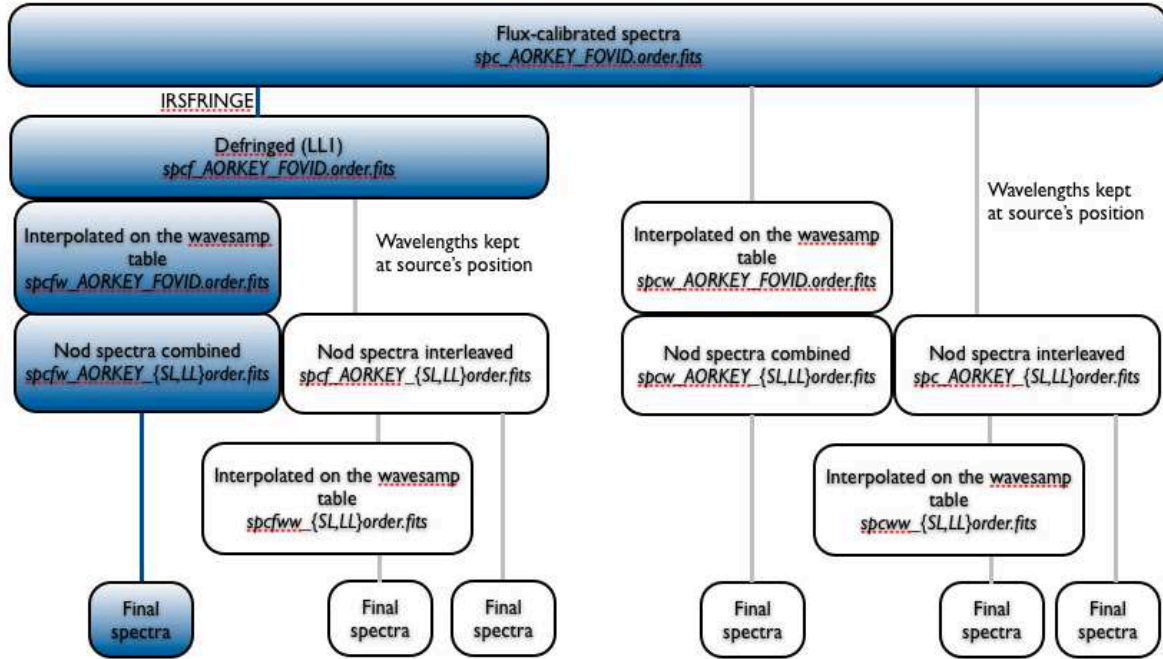 Flux-calibrated spectra
spc_AORKEY_FOVID.order.fits
IRSFRINGE
Defringed (LL1)
spcf_AORKEY_FOVID.order.fits
Interpolated on the wavesamp
table
spcfw_AORKEY_FOVID.order.fits
Wavelengths kept
at source's position
Nod spectra combined
spcfw_AORKEY_{SL,LL}order.fits
Nod spectra interleaved
spcf_AORKEY_{SL,LL}order.fits
Interpolated on the wavesamp
table
spcfww_{SL,LL}order.fits
Final
spectra
Final
spectra
Final
spectra
Interpolated on the wavesamp
table
spcw_AORKEY_FOVID.order.fits
Wavelengths kept
at source's position
Nod spectra combined
spcw_AORKEY_{SL,LL}order.fits
Nod spectra interleaved
spc_AORKEY_{SL,LL}order.fits
Interpolated on the wavesamp
table
spcww_{SL,LL}order.fits
Final
spectra
Final
spectra
Final
spectra